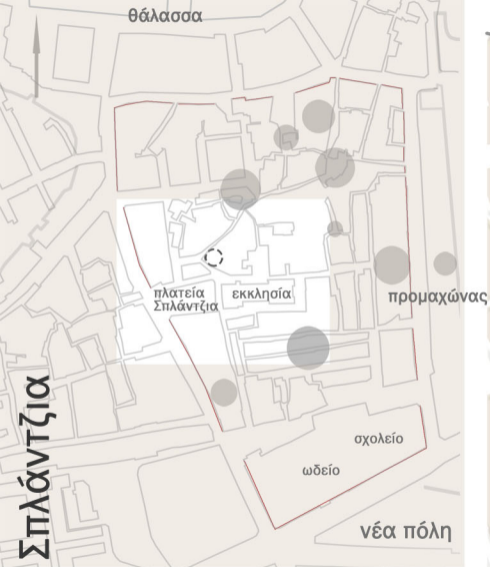 θάλασσα
πλατεία
Σπλάντζια
εκκλησία
προμαχώνας
Σπλάντζια
σχολείο
ωδείο
νέα πόλη